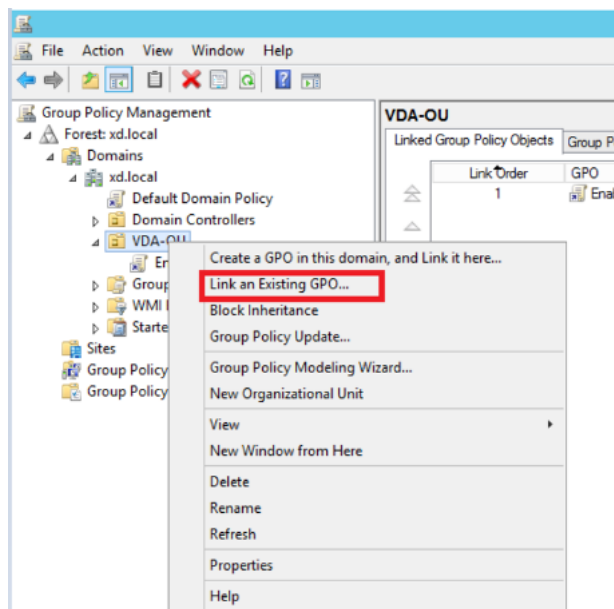 File Action View Window Help
Group Policy Management
Forest: xd.local
Domains
xd.local
Default Domain Policy
Domain Controllers
VDA-OU
Group Policy
Group Policy
Sites
VDA-OU
Linked Group Policy Objects Group P
Link Order GPO
1
Create a GPO in this domain, and Link it here...
Link an Existing GPO...
Block Inheritance
Group Policy Update...
Group Policy Modeling Wizard...
New Organizational Unit
View
New Window from Here
Delete
Rename
Refresh
Properties
Help